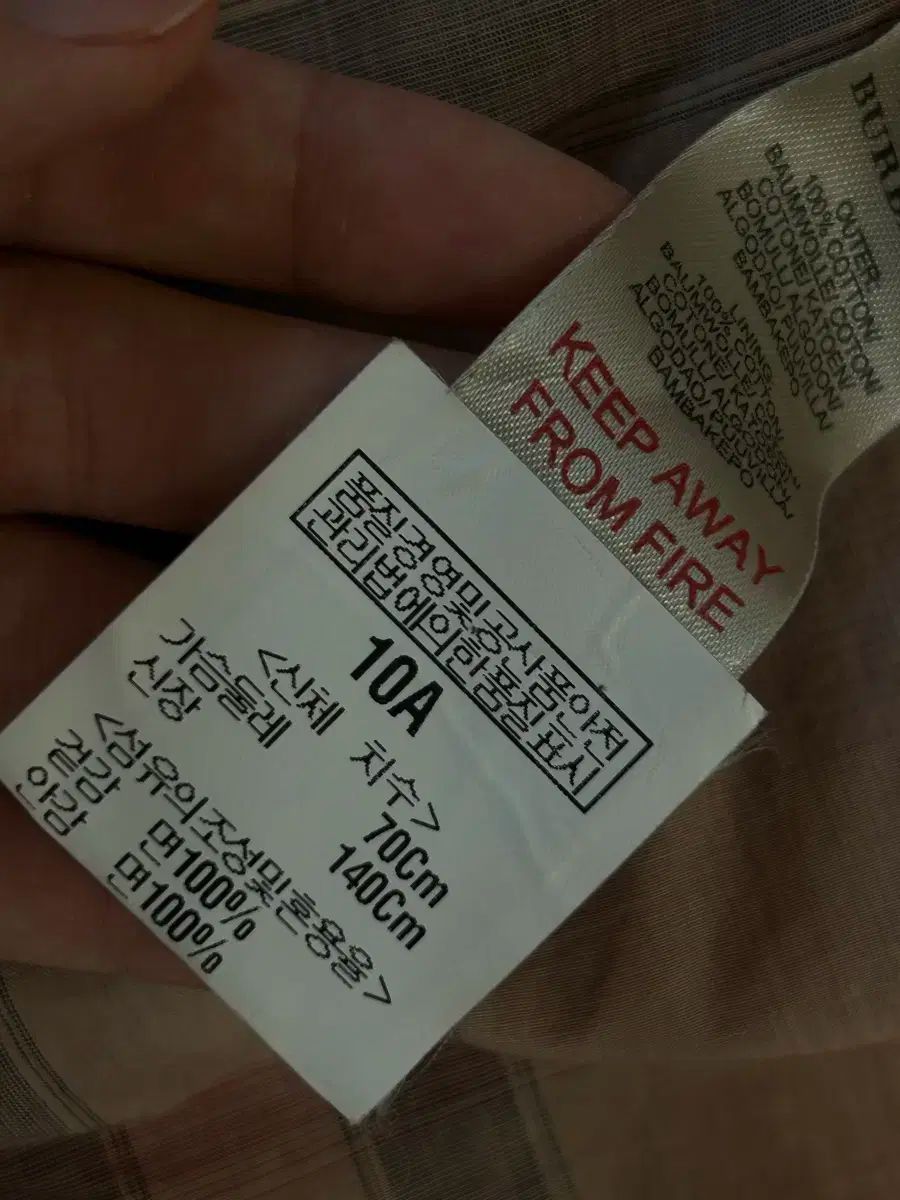 BURB
OUTER
100% COTTON/
BAUMWOLLE/ COTON/
COTONE/ KATOEN/
BOMULL/ ALGODON/
ALGODAO/ PUUVILLA/
BAMBAKEPO
LINING
100% COTTON/
BAUMWOLLE/ COTON/
COTONE/ KATOEN/
BOMULL/ ALGODON/
ALGODAO/
BAMBAKEPO
KEEP AWAY
FROM FIRE
품질경영및공산품안전
관리법에의한품질표시
10A
<신체 치수>
가슴둘레 70Cm
신장 140Cm
<섬유의조성및혼용율>
겉감 면100%
안감 면100%